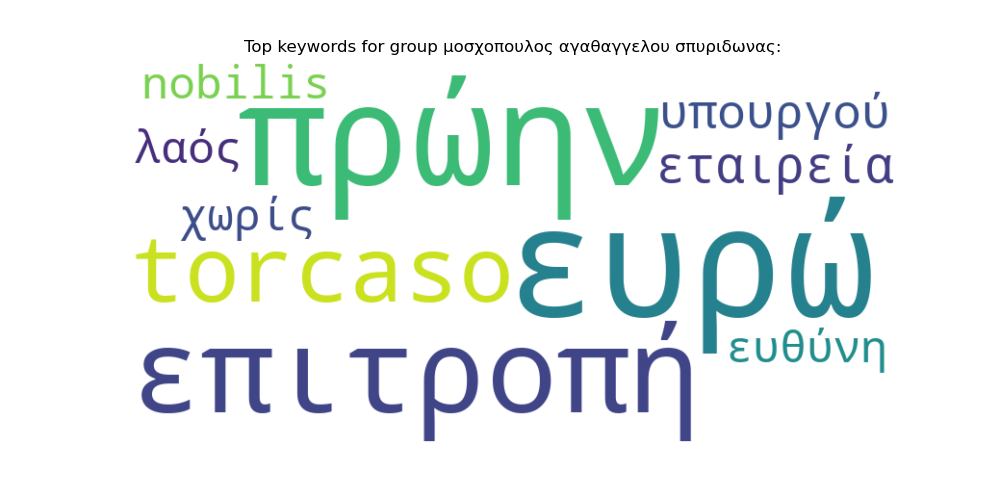 Top keywords for group μοσχοπουλος αγαθαγγελου σπυριδωνας:
nobilis
πρώην
υπουργού
λαός
εταιρεία
χωρίς
torcaso
ευρώ
ευθύνη
επιτροπή